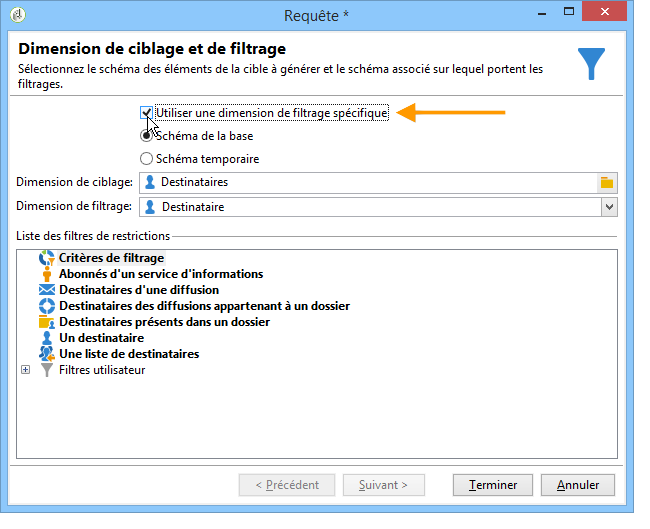 Requête *
Dimension de ciblage et de filtrage
Sélectionnez le schéma des éléments de la cible à générer et le schéma associé sur lequel portent les
filtrages.
Utiliser une dimension de filtrage spécifique
Schéma de la base
Schéma temporaire
Dimension de ciblage: Destinataires
Dimension de filtrage: Destinataire
Liste des filtres de restrictions
Critères de filtrage
Abonnés d'un service d'informations
Destinataires d'une diffusion
Destinataires des diffusions appartenant à un dossier
Destinataires présents dans un dossier
Un destinataire
Une liste de destinataires
Filtres utilisateur
< Précédent Suivant > Terminer Annuler